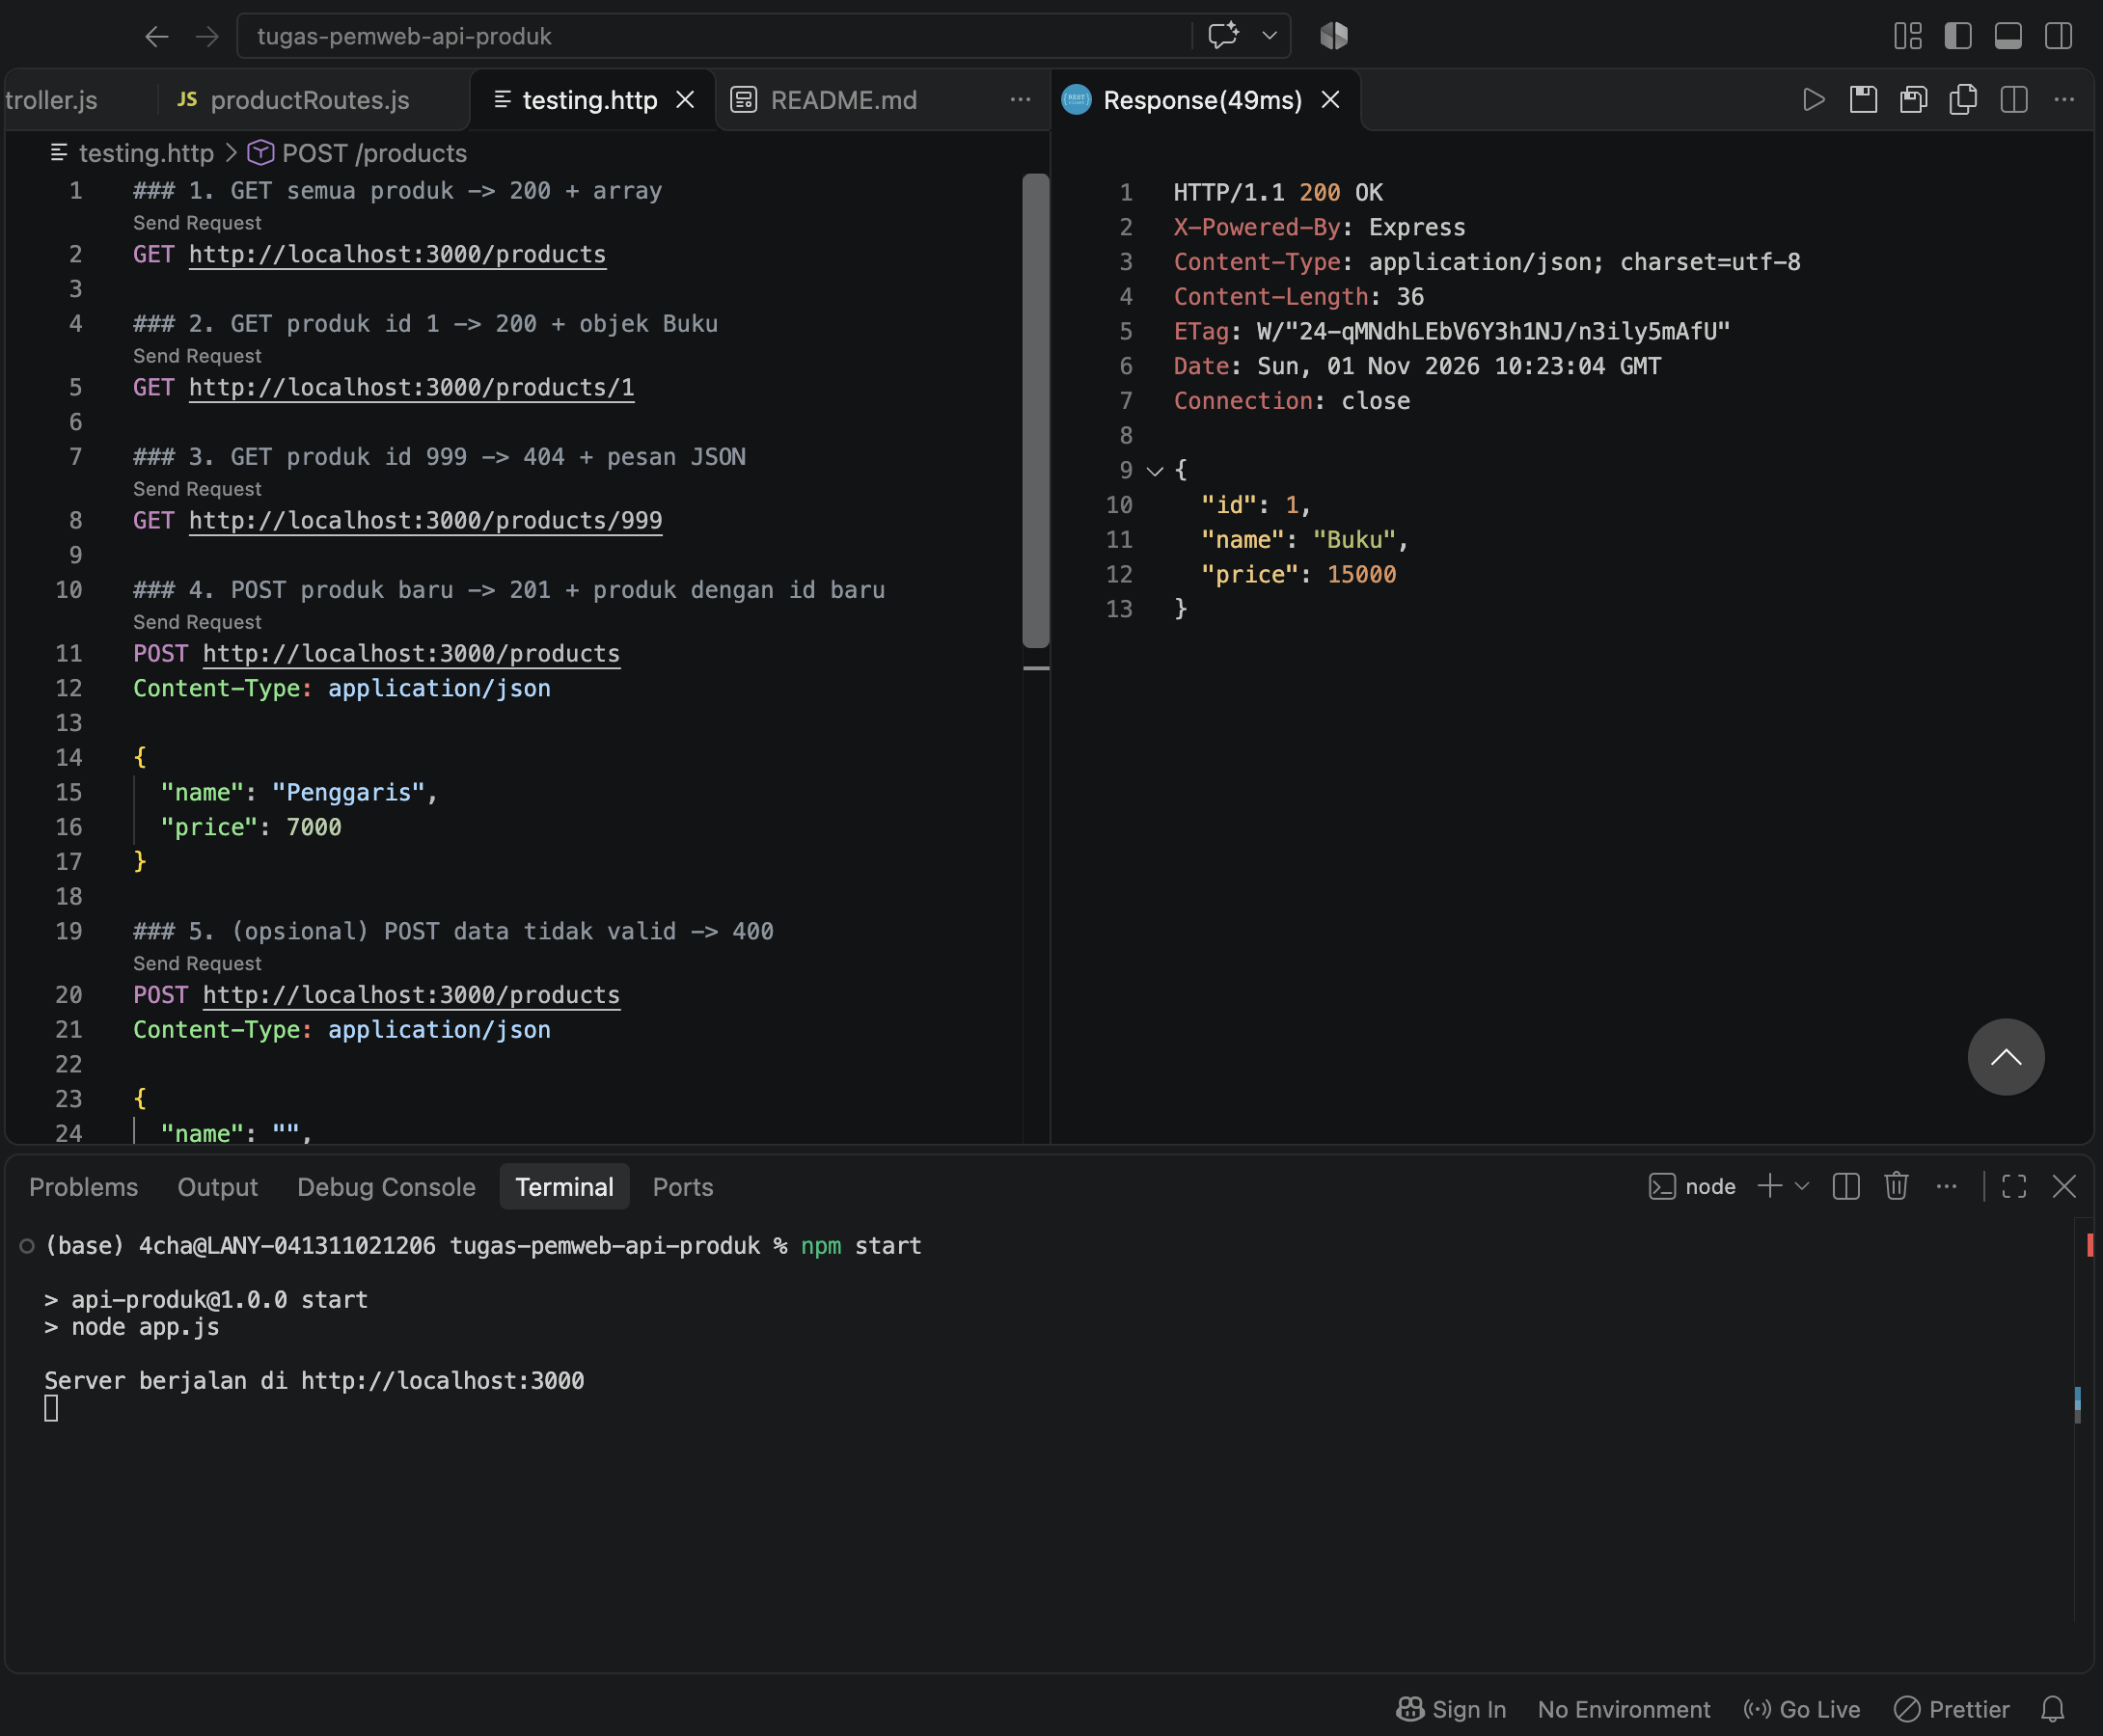 tugas-pemweb-api-produk
troller.js
JS productRoutes.js
testing.http
README.md
Response(49ms)
testing.http > POST /products
1 ### 1. GET semua produk -> 200 + array
Send Request
2 GET http://localhost:3000/products
3
4 ### 2. GET produk id 1 -> 200 + objek Buku
Send Request
5 GET http://localhost:3000/products/1
6
7 ### 3. GET produk id 999 -> 404 + pesan JSON
Send Request
8 GET http://localhost:3000/products/999
9
10 ### 4. POST produk baru -> 201 + produk dengan id baru
Send Request
11 POST http://localhost:3000/products
12 Content-Type: application/json
13
14 {
15 "name": "Penggaris",
16 "price": 7000
17 }
18
19 ### 5. (opsional) POST data tidak valid -> 400
Send Request
20 POST http://localhost:3000/products
21 Content-Type: application/json
22
23 {
24 "name": "",
1 HTTP/1.1 200 OK
2 X-Powered-By: Express
3 Content-Type: application/json; charset=utf-8
4 Content-Length: 36
5 ETag: W/"24-qMNdhLEbV6Y3h1NJ/n3ily5mAfU"
6 Date: Sun, 01 Nov 2026 10:23:04 GMT
7 Connection: close
8
9 {
10 "id": 1,
11 "name": "Buku",
12 "price": 15000
13 }
Problems Output Debug Console Terminal Ports
node
(base) 4cha@LANY-041311021206 tugas-pemweb-api-produk % npm start
> api-produk@1.0.0 start
> node app.js
Server berjalan di http://localhost:3000
Sign In No Environment Go Live Prettier